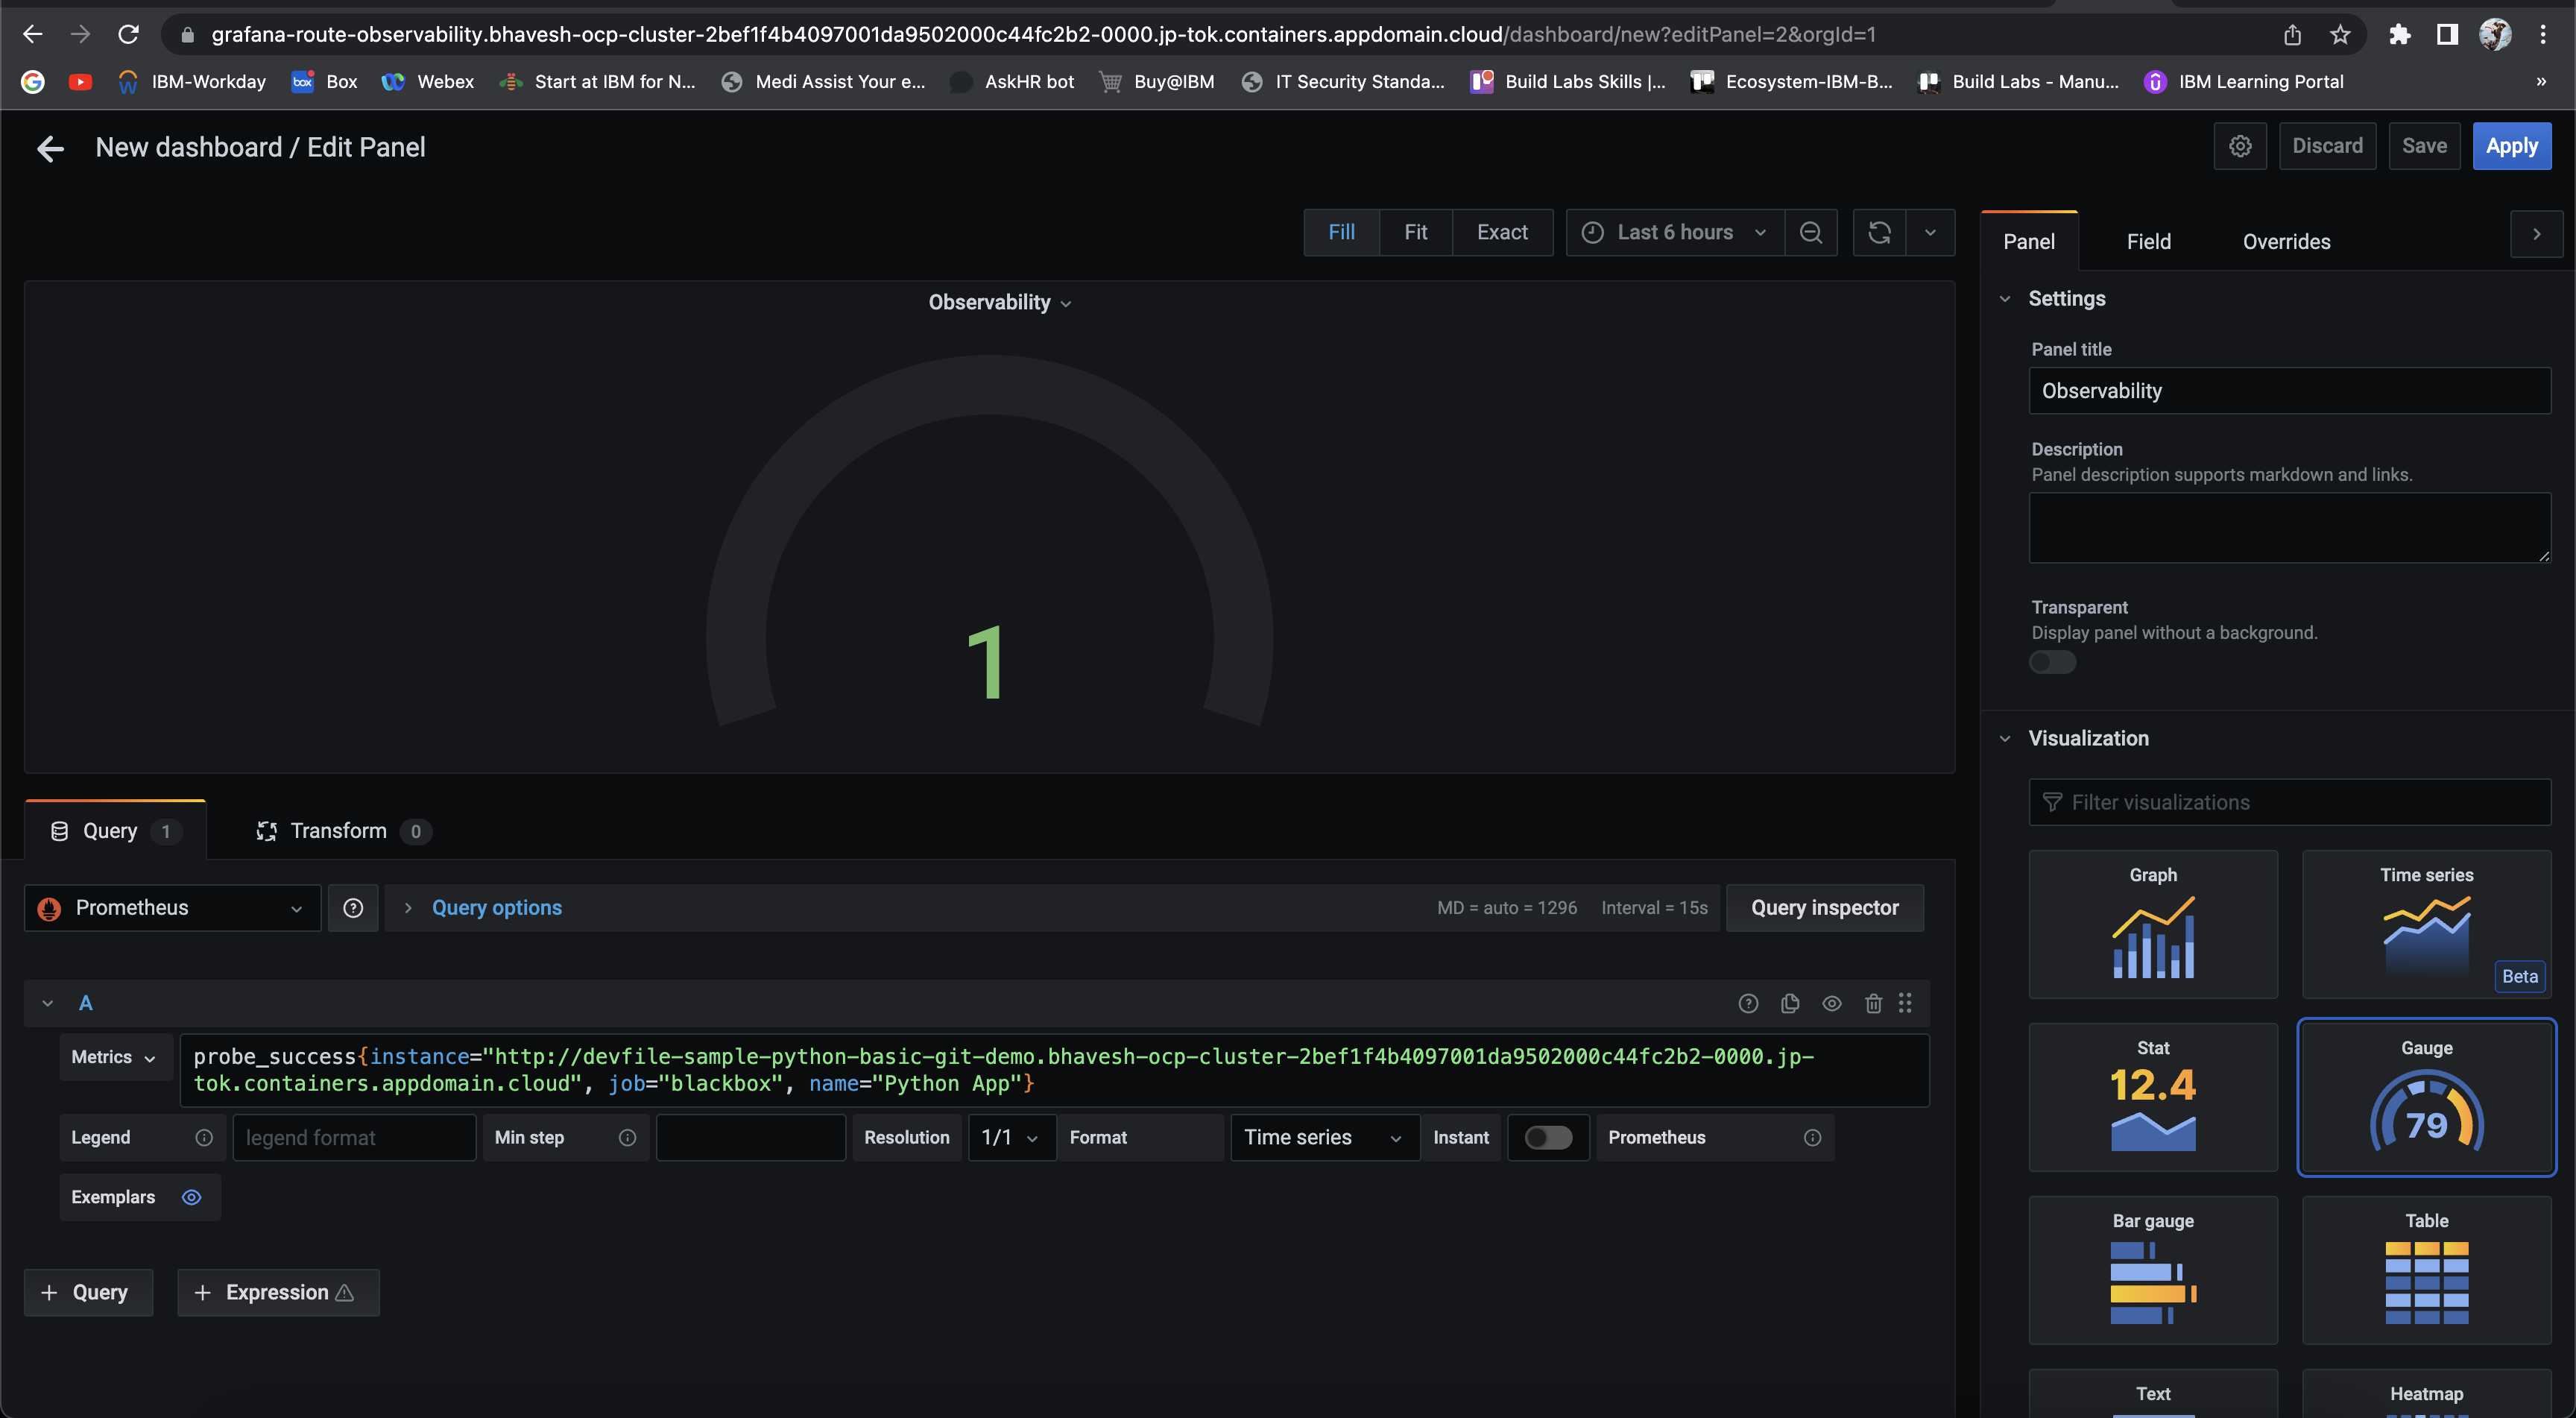 grafana-route-observability.bhavesh-ocp-cluster-2bef1f4b4097001da9502000c44fc2b2-0000.jp-tok.containers.appdomain.cloud/dashboard/new?editPanel=2&orgId=1
IBM-Workday box Box Webex Start at IBM for N... Medi Assist Your e... AskHR bot Buy@IBM IT Security Standa... Build Labs Skills |... Ecosystem-IBM-B... Build Labs - Manu... IBM Learning Portal »
New dashboard / Edit Panel
Discard Save Apply
Fill Fit Exact Last 6 hours
Observability
1
Query 1 Transform 0
Prometheus Query options MD = auto = 1296 Interval = 15s Query inspector
A
Metrics
probe_success{instance="http://devfile-sample-python-basic-git-demo.bhavesh-ocp-cluster-2bef1f4b4097001da9502000c44fc2b2-0000.jp-
tok.containers.appdomain.cloud", job="blackbox", name="Python App"}
Legend legend format Min step Resolution 1/1 Format Time series Instant Prometheus
Exemplars
+ Query + Expression
Panel Field Overrides
Settings
Panel title
Observability
Description
Panel description supports markdown and links.
Transparent
Display panel without a background.
Visualization
Filter visualizations
Graph Time series
Beta
Stat Gauge
12.4 79
Bar gauge Table
Text Heatmap